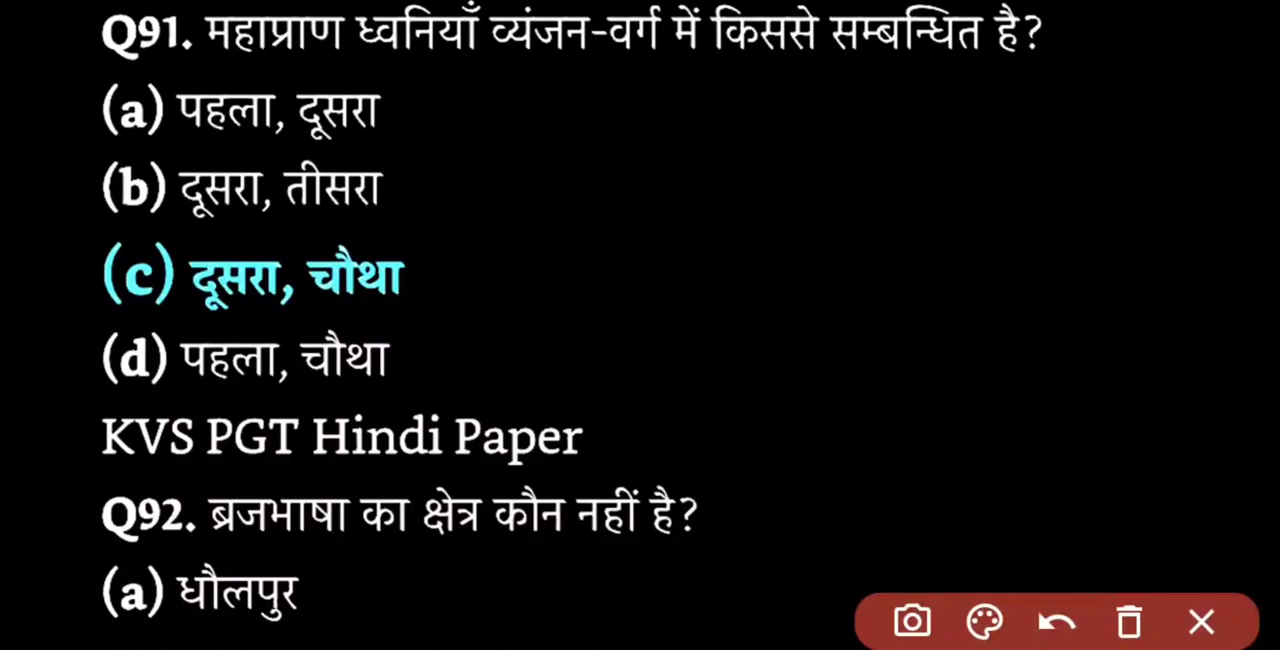 Q91. महाप्राण ध्वनियाँ व्यंजन-वर्ग में किससे सम्बन्धित है?
(a) पहला, दूसरा
(b) दूसरा, तीसरा
(c) दूसरा, चौथा
(d) पहला, चौथा
KVS PGT Hindi Paper
Q92. ब्रजभाषा का क्षेत्र कौन नहीं है?
(a) धौलपुर